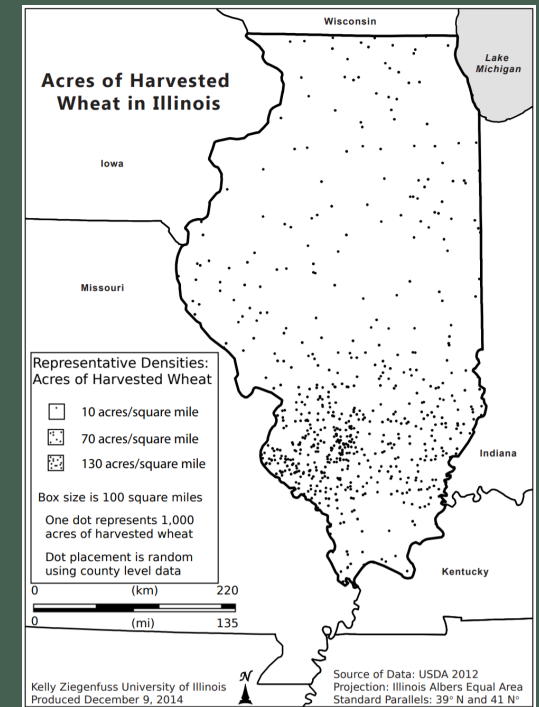 Wisconsin
Lake
Michigan
Acres of Harvested
Wheat in Illinois
Iowa
Missouri
Representative Densities:
Acres of Harvested Wheat
10 acres/square mile
70 acres/square mile
130 acres/square mile
Box size is 100 square miles
One dot represents 1,000
acres of harvested wheat
Dot placement is random
using county level data
Indiana
Kentucky
0 (km) 220
0 (mi) 135
N
Kelly Ziegenfuss University of Illinois
Produced December 9, 2014
Source of Data: USDA 2012
Projection: Illinois Albers Equal Area
Standard Parallels: 39° N and 41 N°